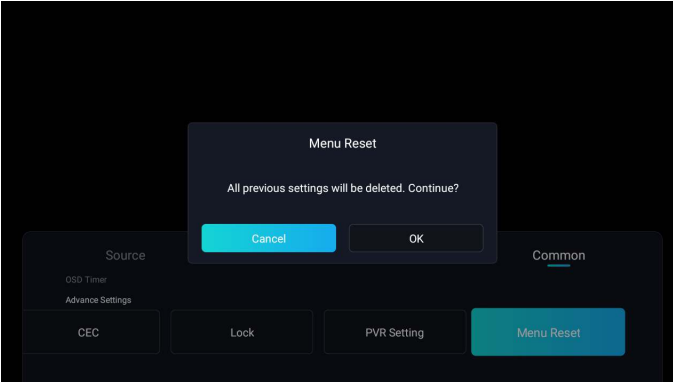 Menu Reset
All previous settings will be deleted. Continue?
Cancel OK
Source Common
OSD Timer
Advance Settings
CEC Lock PVR Setting Menu Reset